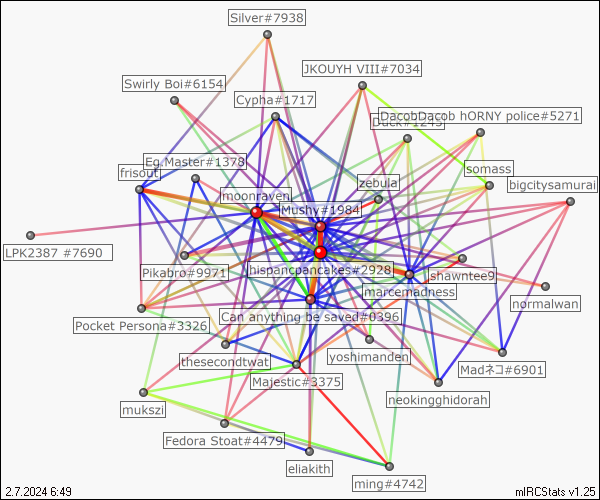 Silver#7938
JKOUYH VIII#7034
Swirly Boi#6154
Cypha#1717
DacobDacob hORNY police#5271
Duck#1243
Eg.Master#1378
frisout
zebula
somass
bigcitysamurai
moonraven
Mushy#1984
LPK2387 #7690
Pikabro#9971
hispancpancakes#2928
shawntee9
marcemadness
normalwan
Pocket Persona#3326
Can anything be saved#0396
thesecondtwat
yoshimanden
Madネコ#6901
Majestic#3375
neokingghidorah
mukszi
Fedora Stoat#4479
eliakith
ming#4742
2.7.2024 6:49
mIRCStats v1.25